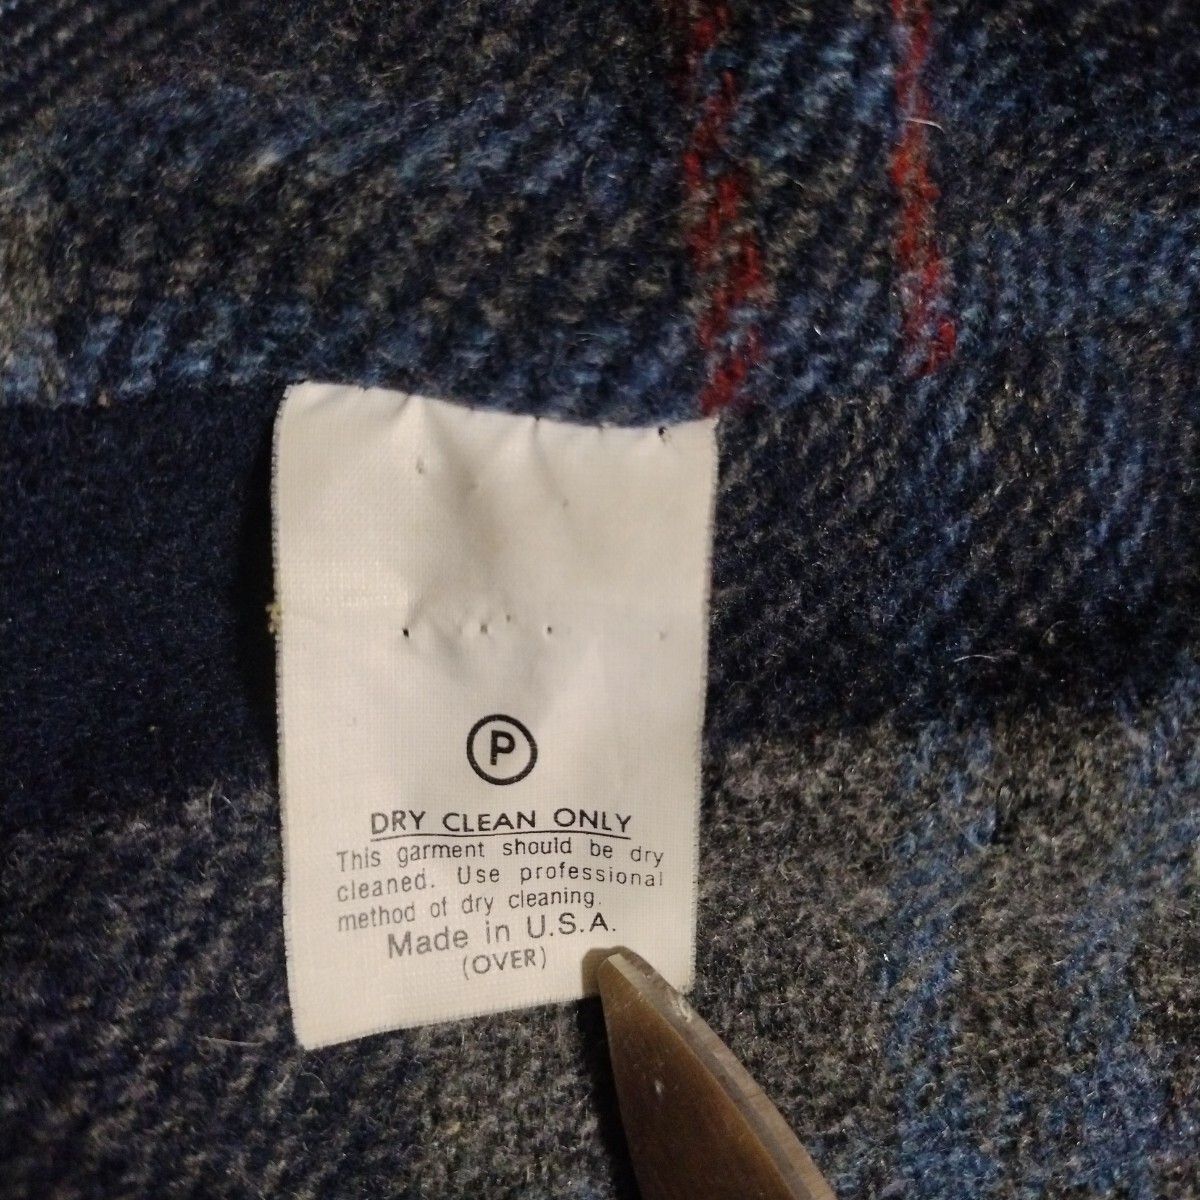 P
DRY CLEAN ONLY
This garment should be dry
cleaned. Use professional
method of dry cleaning.
Made in U.S.A.
(OVER)